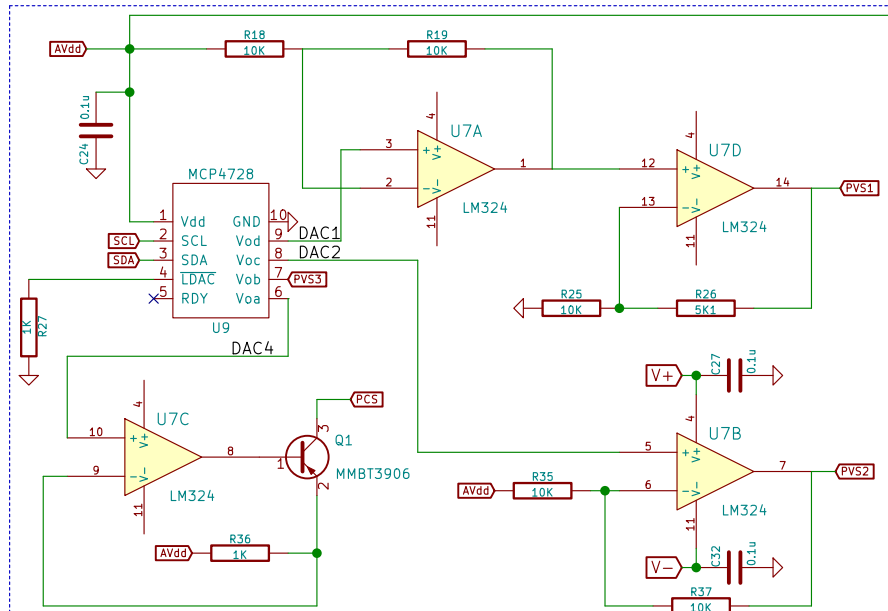 AVdd
R18
10K
R19
10K
0.1u
C24
4
U7A
3
+
V+
2
−
V-
1
11
LM324
4
U7D
12
+
V+
13
−
V-
14
PVS1
11
LM324
MCP4728
1 Vdd GND 10
SCL 2 SCL Vod 9 DAC1
SDA 3 SDA Voc 8 DAC2
4 LDAC Vob 7 PVS3
5 RDY Voa 6
U9
1K
R27
R25
10K
R26
5K1
DAC4
V+
C27
0.1u
4
U7C
10
+
V+
9
−
V-
8
11
LM324
PCS
3
Q1
1
MMBT3906
2
4
U7B
5
+
V+
6
−
V-
7
PVS2
11
LM324
AVdd
R35
10K
AVdd
R36
1K
V-
C32
0.1u
R37
10K